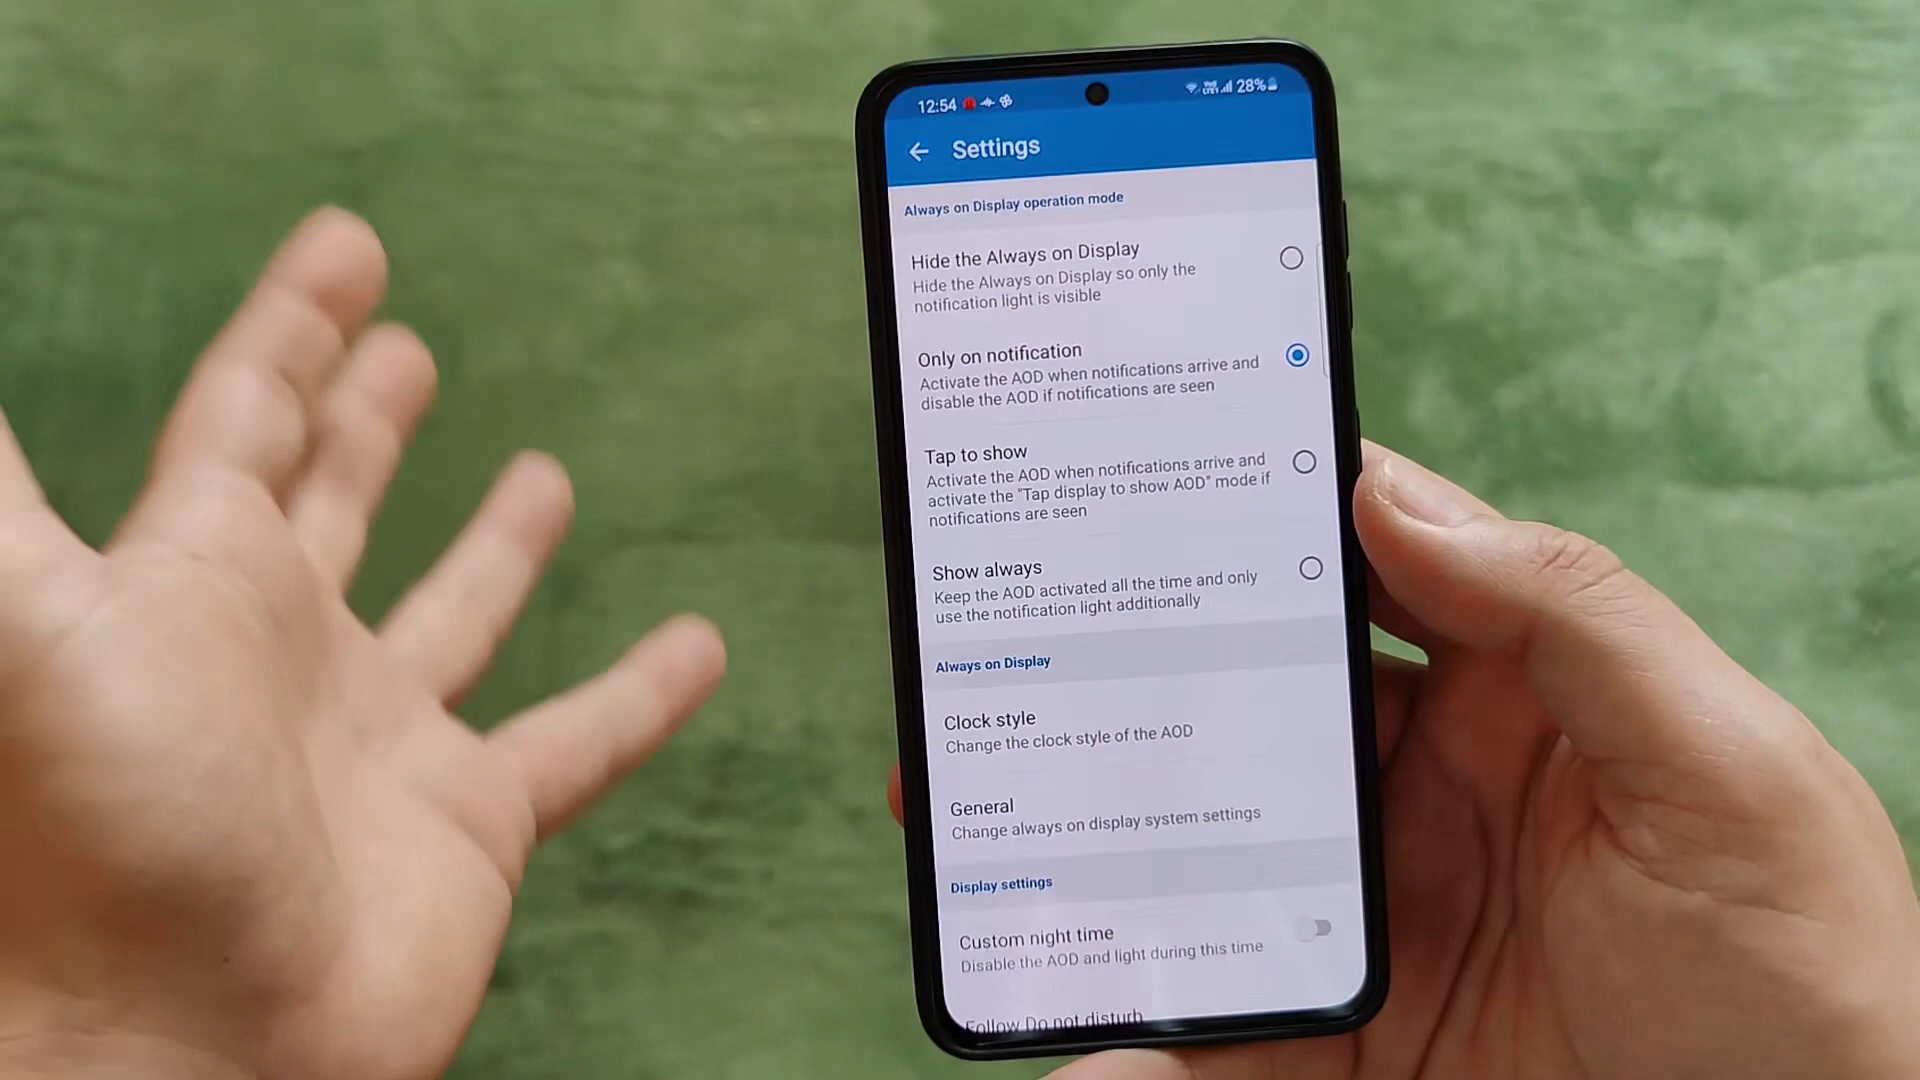 12:54
VoLTE1 28%
Settings
Always on Display operation mode
Hide the Always on Display
Hide the Always on Display so only the
notification light is visible
Only on notification
Activate the AOD when notifications arrive and
disable the AOD if notifications are seen
Tap to show
Activate the AOD when notifications arrive and
activate the "Tap display to show AOD" mode if
notifications are seen
Show always
Keep the AOD activated all the time and only
use the notification light additionally
Always on Display
Clock style
Change the clock style of the AOD
General
Change always on display system settings
Display settings
Custom night time
Disable the AOD and light during this time
Follow Do not disturb